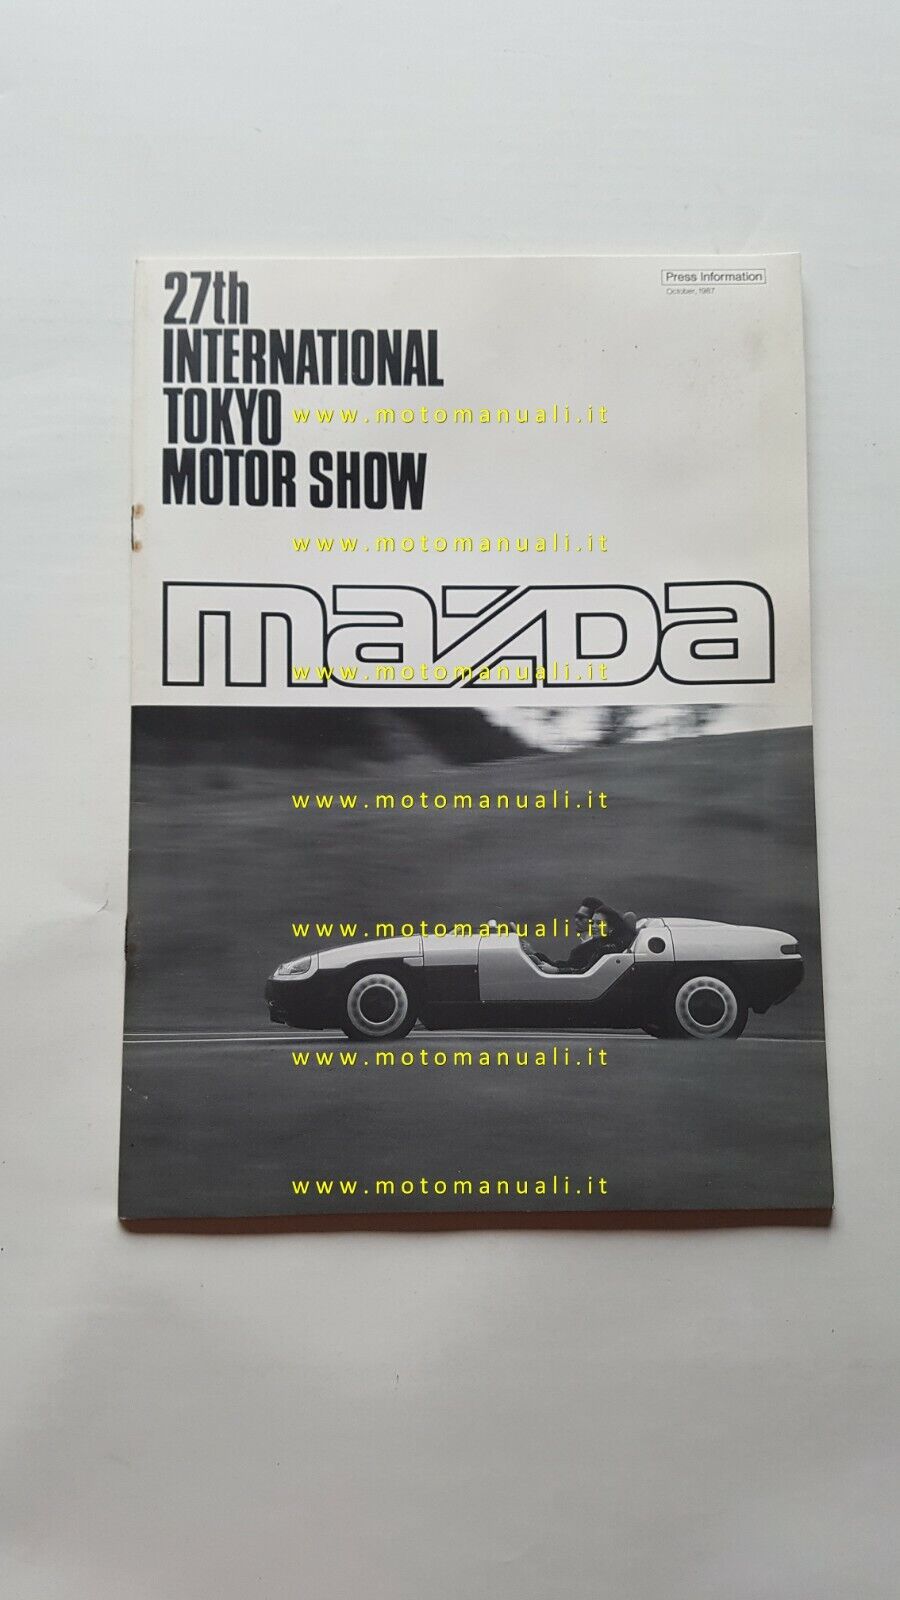 27th
INTERNATIONAL
TOKYO
MOTOR SHOW
Press Information
October, 1987
www.motomanuali.it
www.motomanuali.it
mazda
www.motomanuali.it
www.motomanuali.it
www.motomanuali.it
www.motomanuali.it
www.motomanuali.it